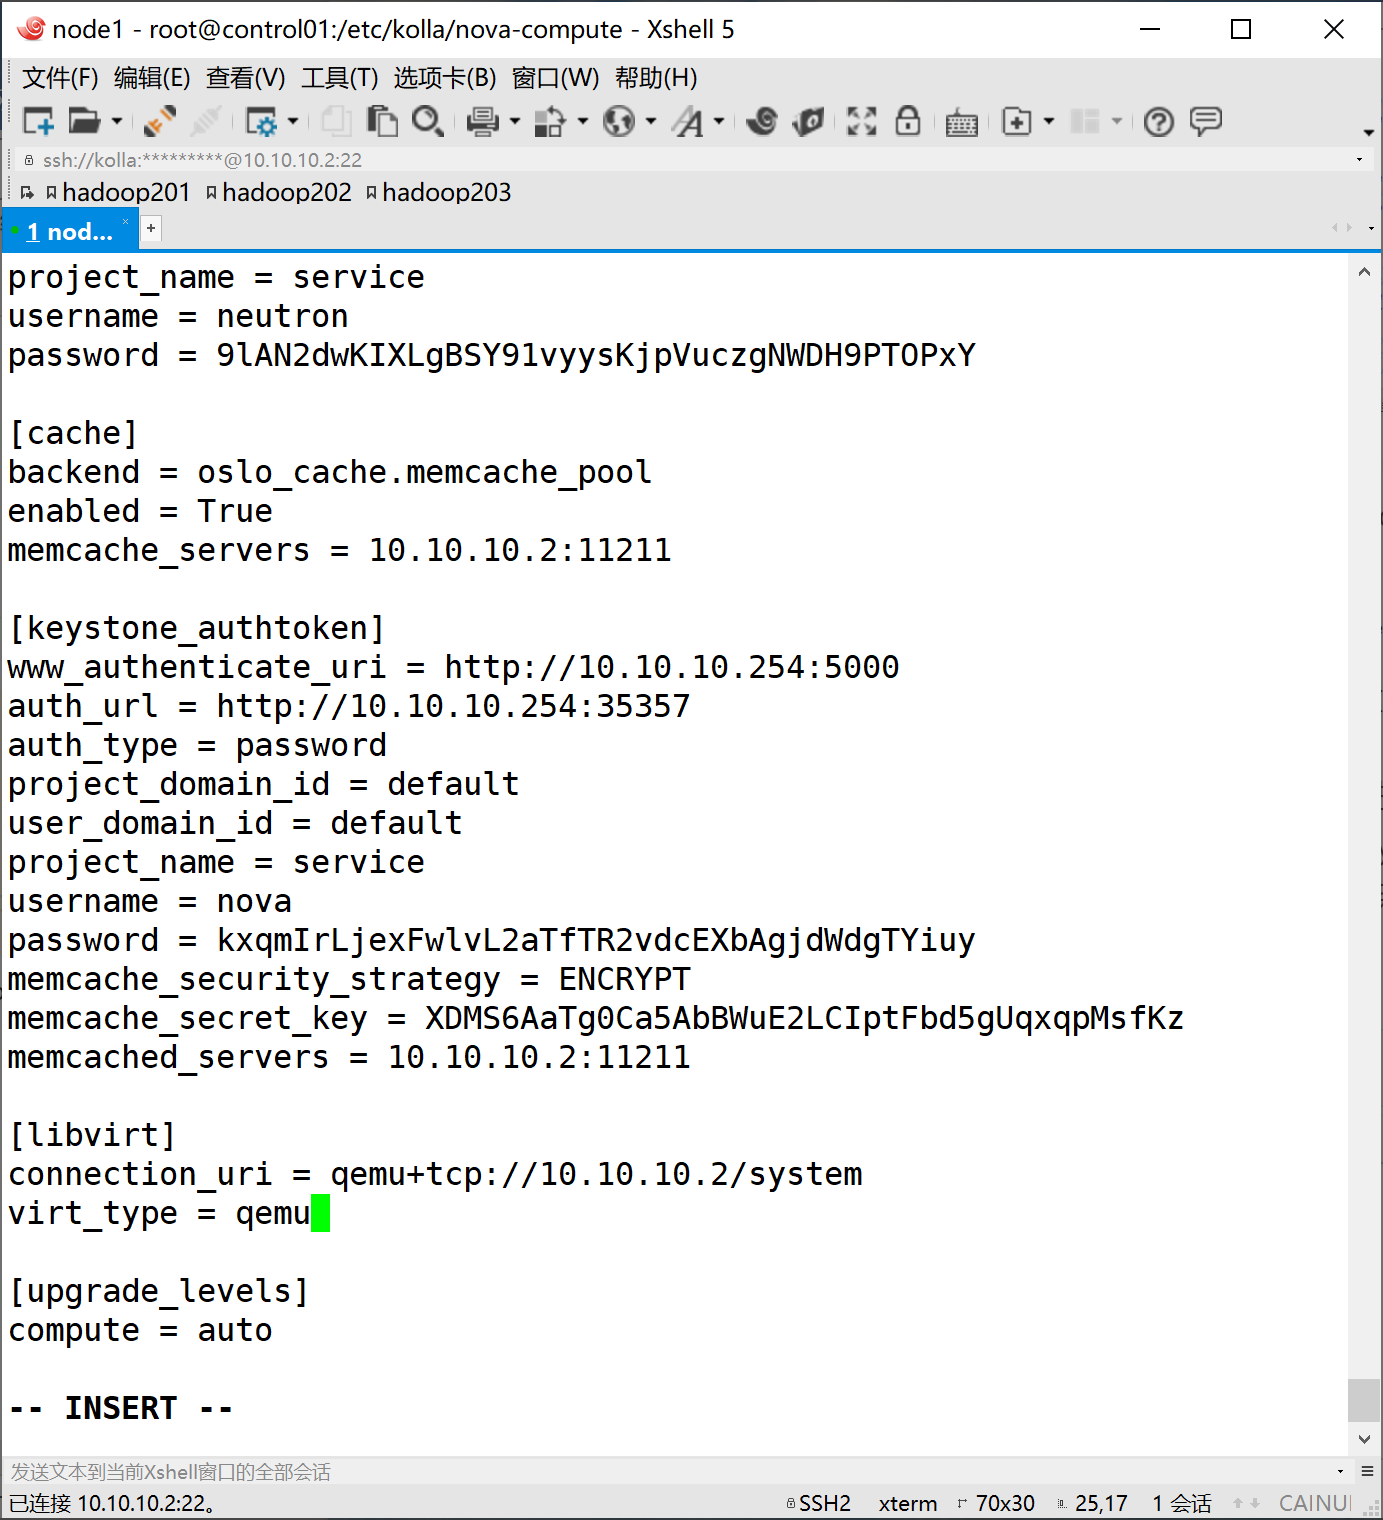 node1 - root@control01:/etc/kolla/nova-compute - Xshell 5
文件(F) 编辑(E) 查看(V) 工具(T) 选项卡(B) 窗口(W) 帮助(H)
ssh://kolla:*********@10.10.10.2:22
hadoop201 hadoop202 hadoop203
1 nod... × +
project_name = service
username = neutron
password = 9lAN2dwKIXLgBSY91vyysKjpVuczgNWDH9PTOPxY
[cache]
backend = oslo_cache.memcache_pool
enabled = True
memcache_servers = 10.10.10.2:11211
[keystone_authtoken]
www_authenticate_uri = http://10.10.10.254:5000
auth_url = http://10.10.10.254:35357
auth_type = password
project_domain_id = default
user_domain_id = default
project_name = service
username = nova
password = kxqmIrLjexFwlvL2aTfTR2vdcEXbAgjdWdgTYiuy
memcache_security_strategy = ENCRYPT
memcache_secret_key = XDMS6AaTg0Ca5AbBWuE2LCIptFbd5gUqxqpMsfKz
memcached_servers = 10.10.10.2:11211
[libvirt]
connection_uri = qemu+tcp://10.10.10.2/system
virt_type = qemu
[upgrade_levels]
compute = auto
-- INSERT --
发送文本到当前Xshell窗口的全部会话
已连接 10.10.10.2:22。 SSH2 xterm 70x30 25,17 1 会话